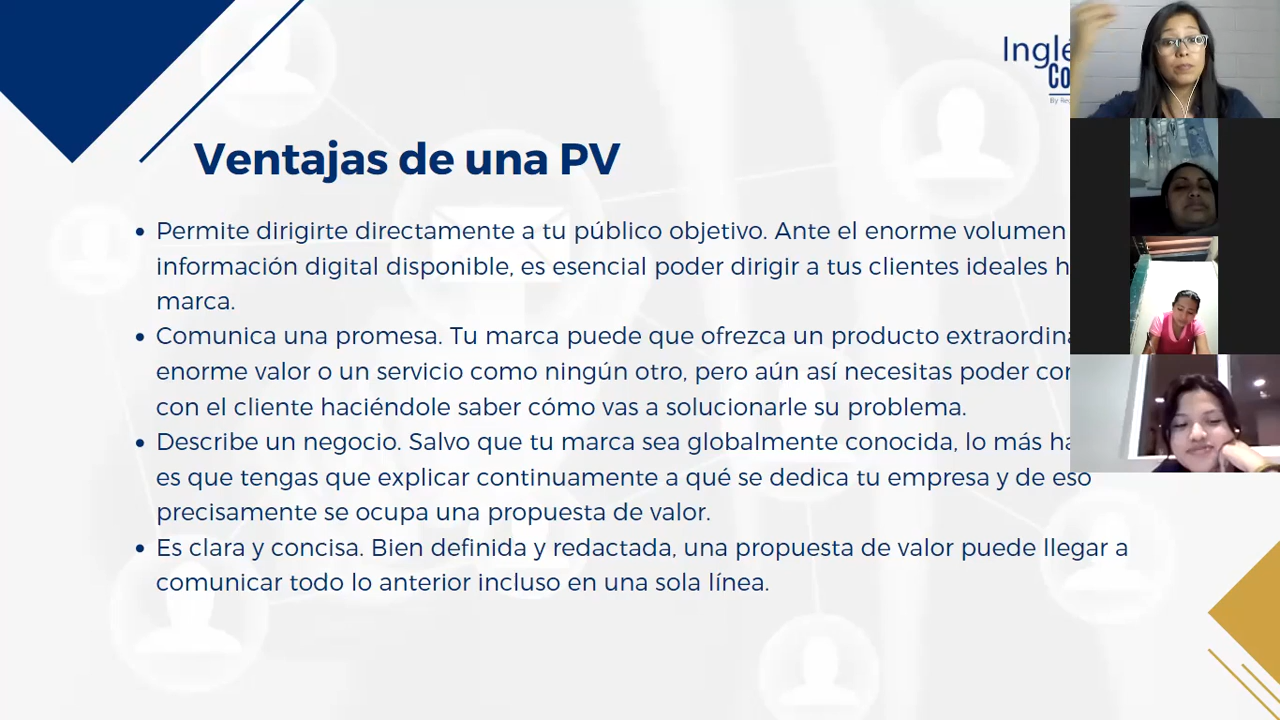 Inglé
Co
By
Ventajas de una PV
• Permite dirigirte directamente a tu público objetivo. Ante el enorme volumen
información digital disponible, es esencial poder dirigir a tus clientes ideales h
marca.
• Comunica una promesa. Tu marca puede que ofrezca un producto extraordina
enorme valor o un servicio como ningún otro, pero aún así necesitas poder co
con el cliente haciéndole saber cómo vas a solucionarle su problema.
• Describe un negocio. Salvo que tu marca sea globalmente conocida, lo más ha
es que tengas que explicar continuamente a qué se dedica tu empresa y de eso
precisamente se ocupa una propuesta de valor.
• Es clara y concisa. Bien definida y redactada, una propuesta de valor puede llegar a
comunicar todo lo anterior incluso en una sola línea.